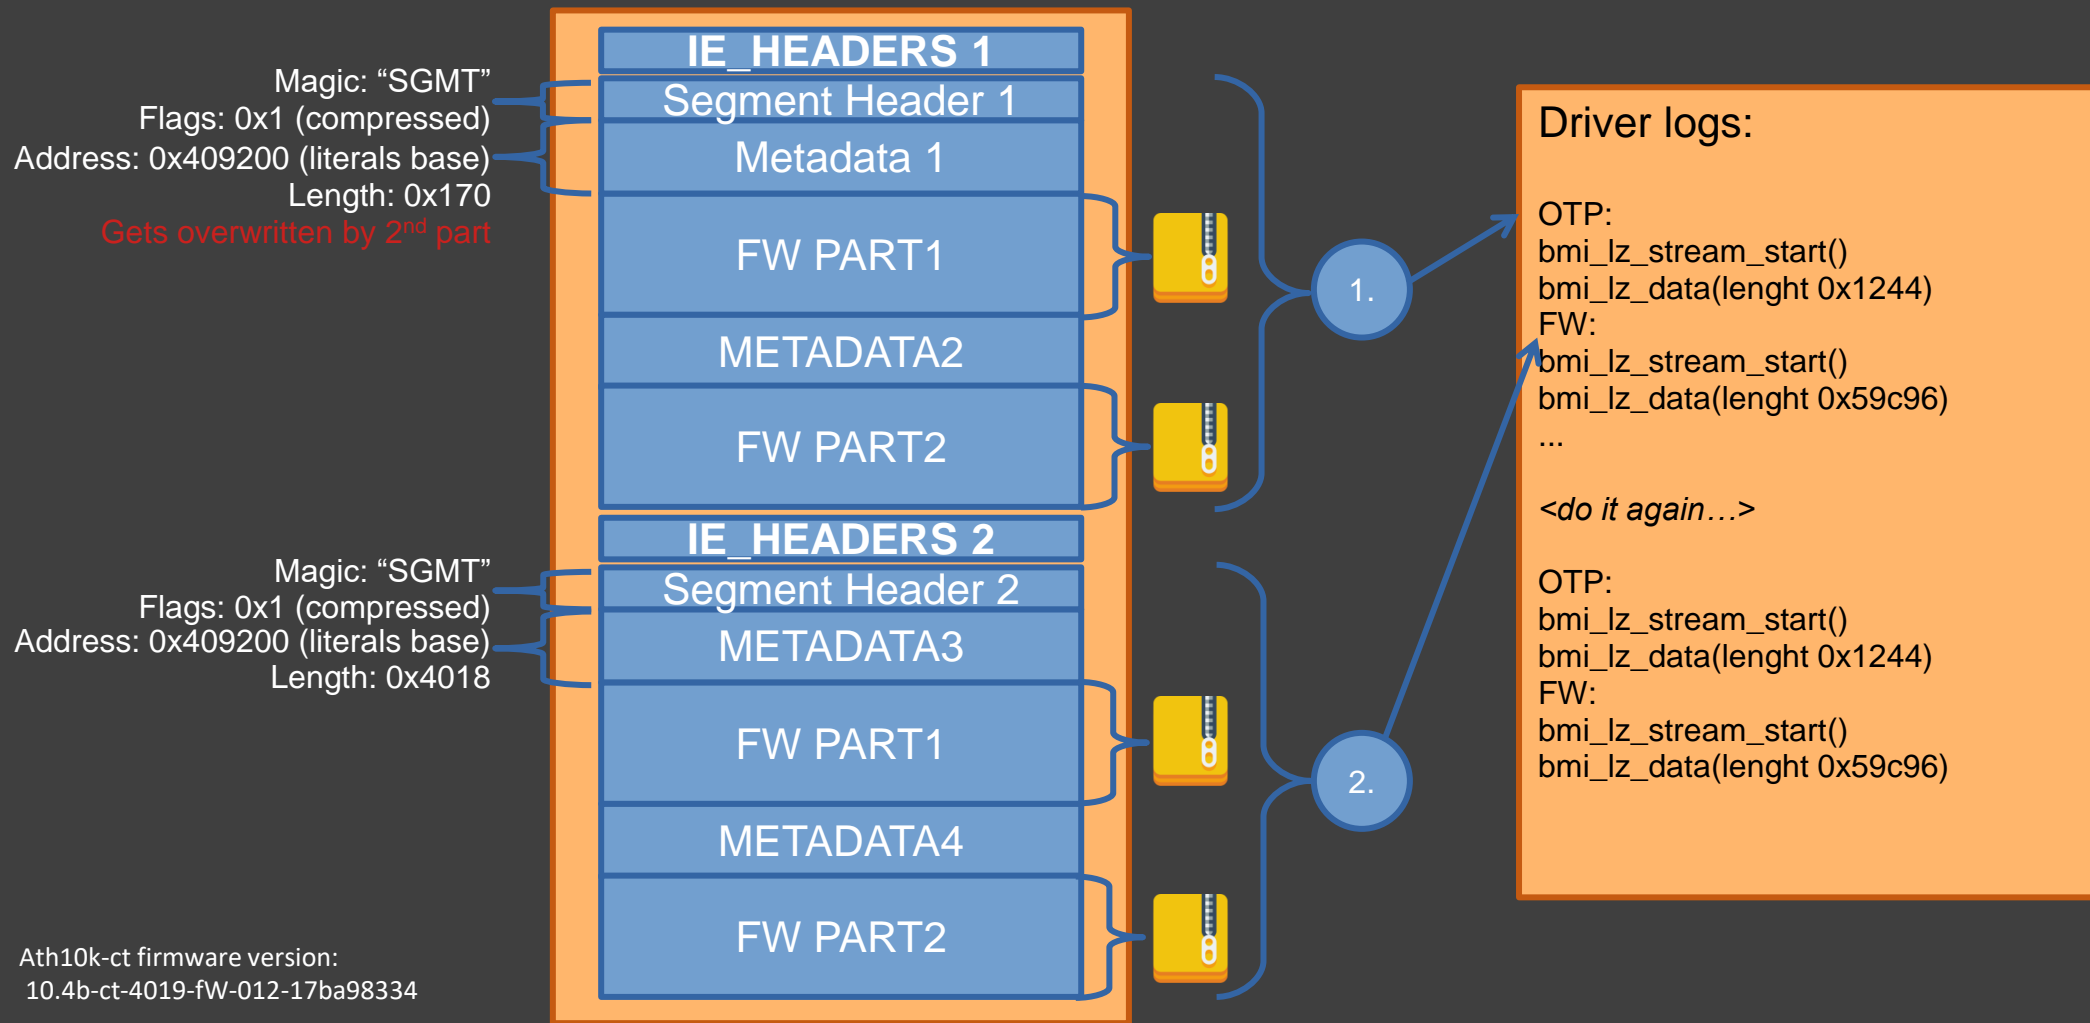 Magic: “SGMT”
Flags: 0x1 (compressed)
Address: 0x409200 (literals base)
Length: 0x170
Gets overwritten by 2nd part
IE_HEADERS 1
Segment Header 1
Metadata 1
FW PART1
METADATA2
FW PART2
1.
Magic: “SGMT”
Flags: 0x1 (compressed)
Address: 0x409200 (literals base)
Length: 0x4018
IE_HEADERS 2
Segment Header 2
METADATA3
FW PART1
METADATA4
FW PART2
2.
Driver logs:
OTP:
bmi_lz_stream_start()
bmi_lz_data(lenght 0x1244)
FW:
bmi_lz_stream_start()
bmi_lz_data(lenght 0x59c96)
...
<do it again…>
OTP:
bmi_lz_stream_start()
bmi_lz_data(lenght 0x1244)
FW:
bmi_lz_stream_start()
bmi_lz_data(lenght 0x59c96)
Ath10k-ct firmware version:
10.4b-ct-4019-fW-012-17ba98334